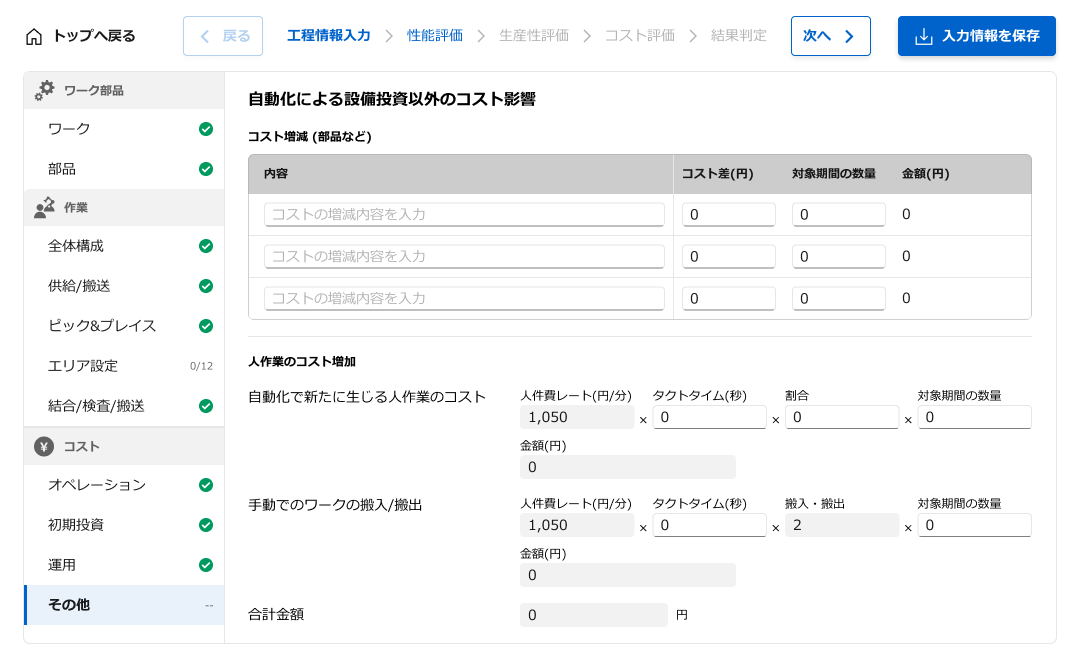 トップへ戻る 戻る 工程情報入力 性能評価 生産性評価 コスト評価 結果判定 次へ 入力情報を保存
ワーク部品
ワーク
部品
作業
全体構成
供給/搬送
ピック&プレイス
エリア設定 0/12
結合/検査/搬送
¥ コスト
オペレーション
初期投資
運用
その他 --
自動化による設備投資以外のコスト影響
コスト増減 (部品など)
内容 コスト差(円) 対象期間の数量 金額(円)
コストの増減内容を入力 0 0 0
コストの増減内容を入力 0 0 0
コストの増減内容を入力 0 0 0
人作業のコスト増加
自動化で新たに生じる人作業のコスト
人件費レート(円/分) タクトタイム(秒) 割合 対象期間の数量
1,050 × 0 × 0 × 0
金額(円)
0
手動でのワークの搬入/搬出
人件費レート(円/分) タクトタイム(秒) 搬入・搬出 対象期間の数量
1,050 × 0 × 2 × 0
金額(円)
0
合計金額 0 円